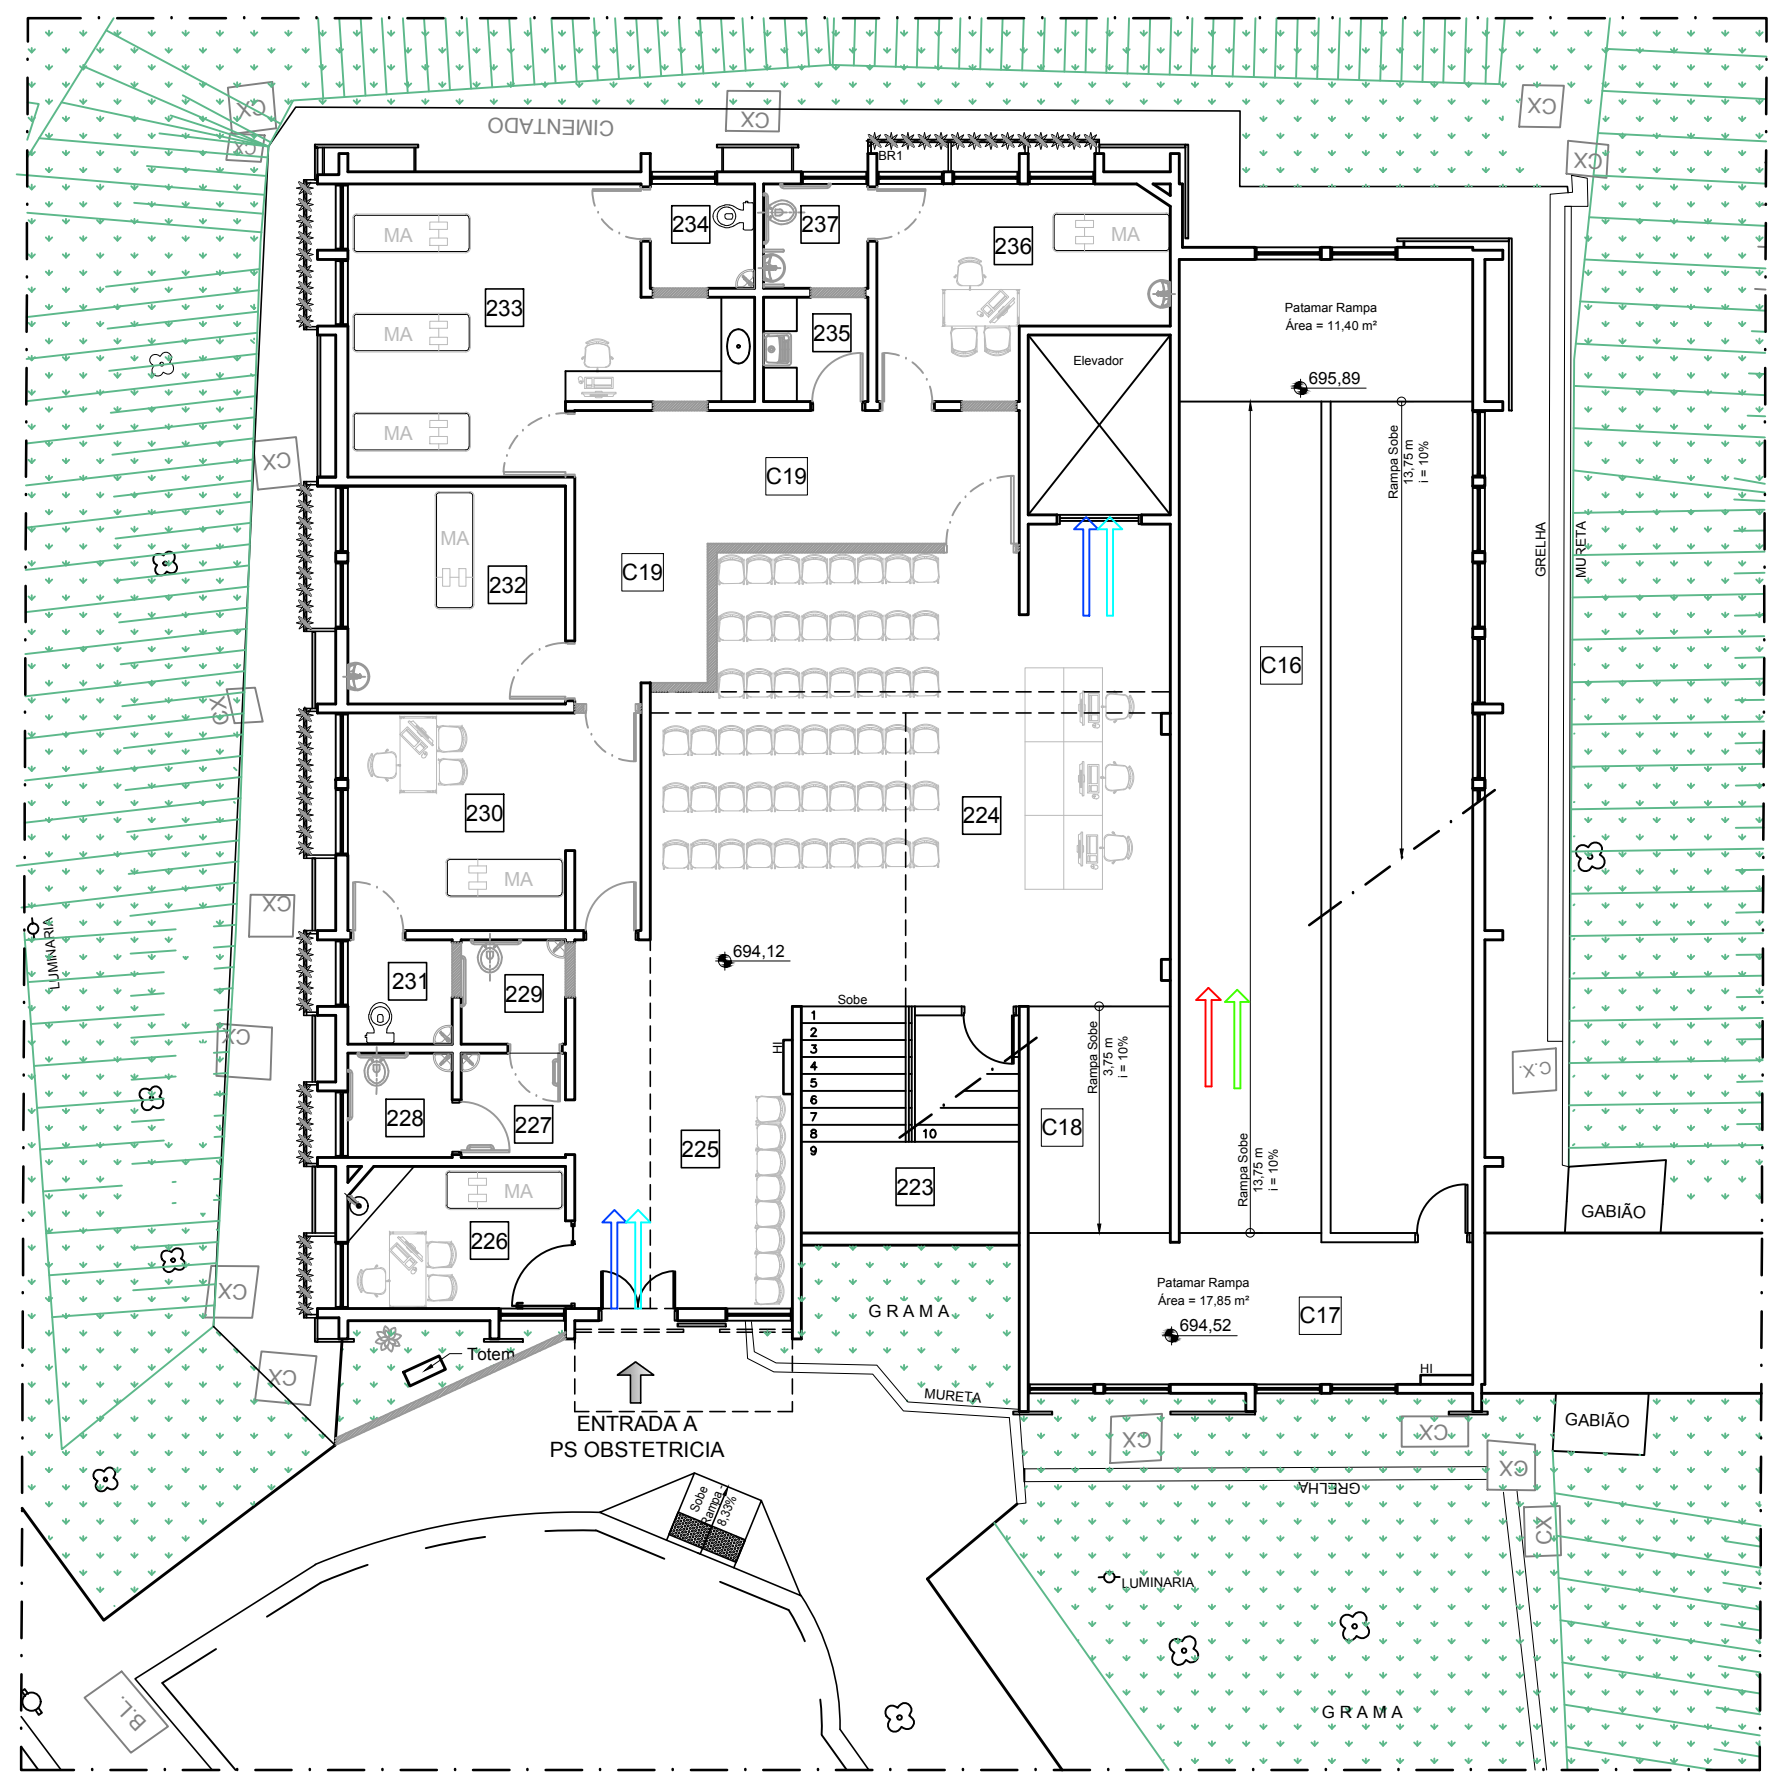 CX
CX
CX
CX
CX
CIMENTADO
BR1
MA
234
237
236
MA
233
235
Patamar Rampa
Área = 11,40 m²
MA
Elevador
695,89
MA
CX
C19
Rampa Sobe
13,75 m
i = 10%
GRELHA
MURETA
MA
232
C19
C16
CX
230
224
MA
CX
LUMINARIA
694,12
231
229
Sobe
1
2
3
4
5
6
7
8
9
10
HI
Rampa Sobe
3,75 m
i = 10%
CX
C.X.
228
227
225
C18
Rampa Sobe
13,75 m
i = 10%
223
MA
226
GABIÃO
CX
GRAMA
Patamar Rampa
Área = 17,85 m²
C17
694,52
Totem
CX
HI
MURETA
ENTRADA A
PS OBSTETRICIA
CX
CX
GABIÃO
CX
GRELHA
Sobe
Rampa
8,33%
CX
LUMINARIA
B.L.
GRAMA